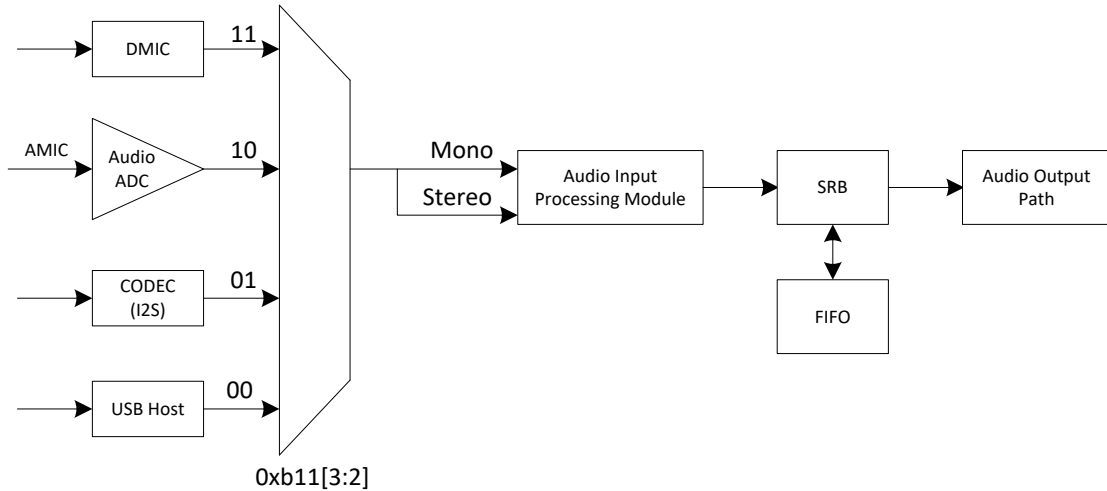 DMIC
11
AMIC
Audio
ADC
10
CODEC
(I2S)
01
USB Host
00
0xb11[3:2]
Mono
Stereo
Audio Input
Processing Module
SRB
FIFO
Audio Output
Path